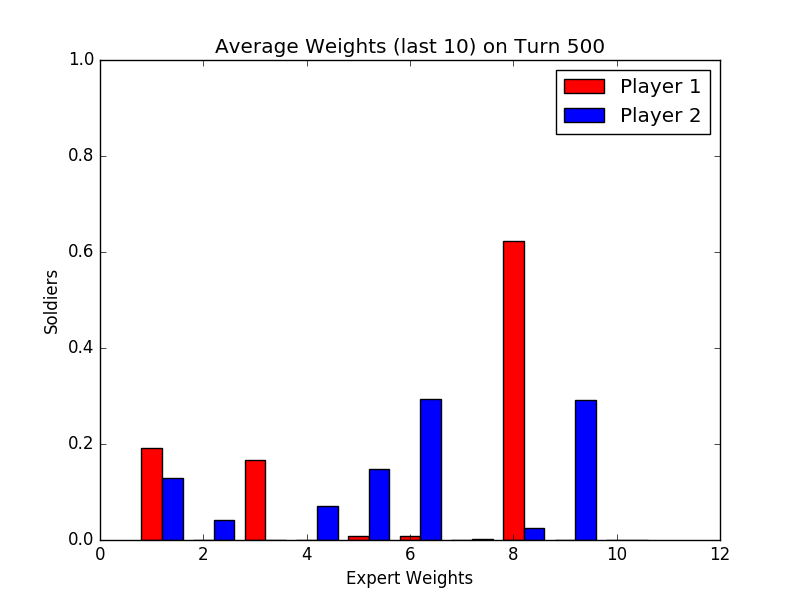 Average Weights (last 10) on Turn 500
1.0
Player 1
Player 2
0.8
0.6
Soldiers
0.4
0.2
0.0
0 2 4 6 8 10 12
Expert Weights